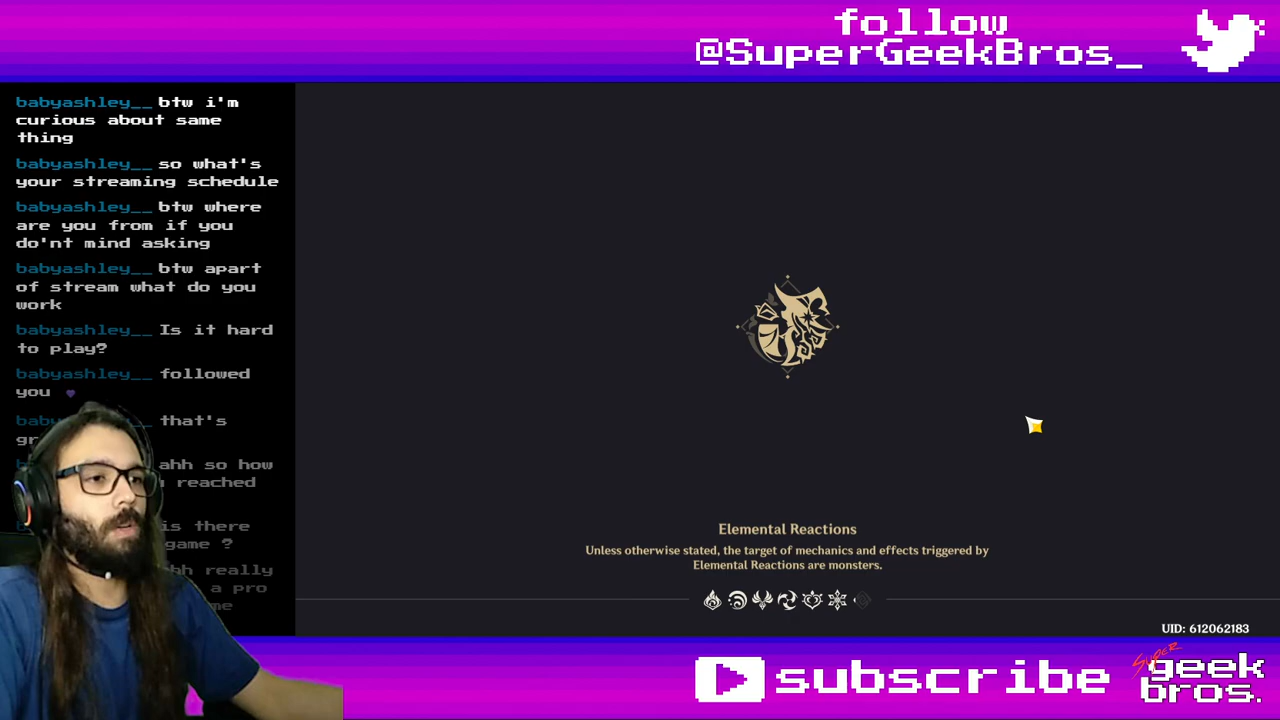 follow
@SuperGeekBros_
babyashley__ btw i'm
curious about same
thing
babyashley__ so what's
your streaming schedule
babyashley__ btw where
are you from if you
do'nt mind asking
babyashley__ btw apart
of stream what do you
work
babyashley__ Is it hard
to play?
babyashley__ followed
you
that's
ahh so how
reached
is there
game ?
really
a pro
Elemental Reactions
Unless otherwise stated, the target of mechanics and effects triggered by
Elemental Reactions are monsters.
UID: 612062183
subscribe
SUPER
geek
bros.